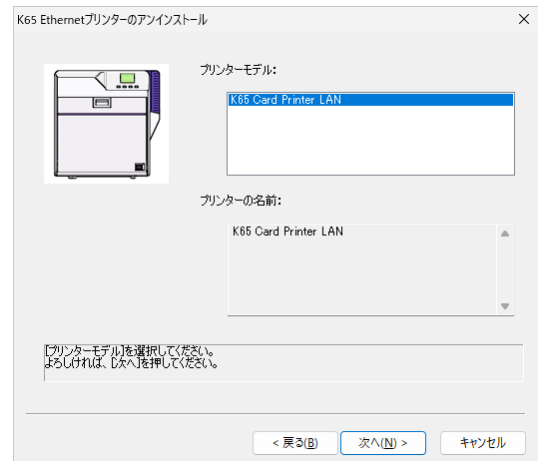 K65 Ethernetプリンターのアンインストール
プリンターモデル:
K65 Card Printer LAN
プリンターの名前:
K65 Card Printer LAN
[プリンターモデル]を選択してください。
よろしければ、[次へ]を押してください。
< 戻る(B)
次へ(N) >
キャンセル